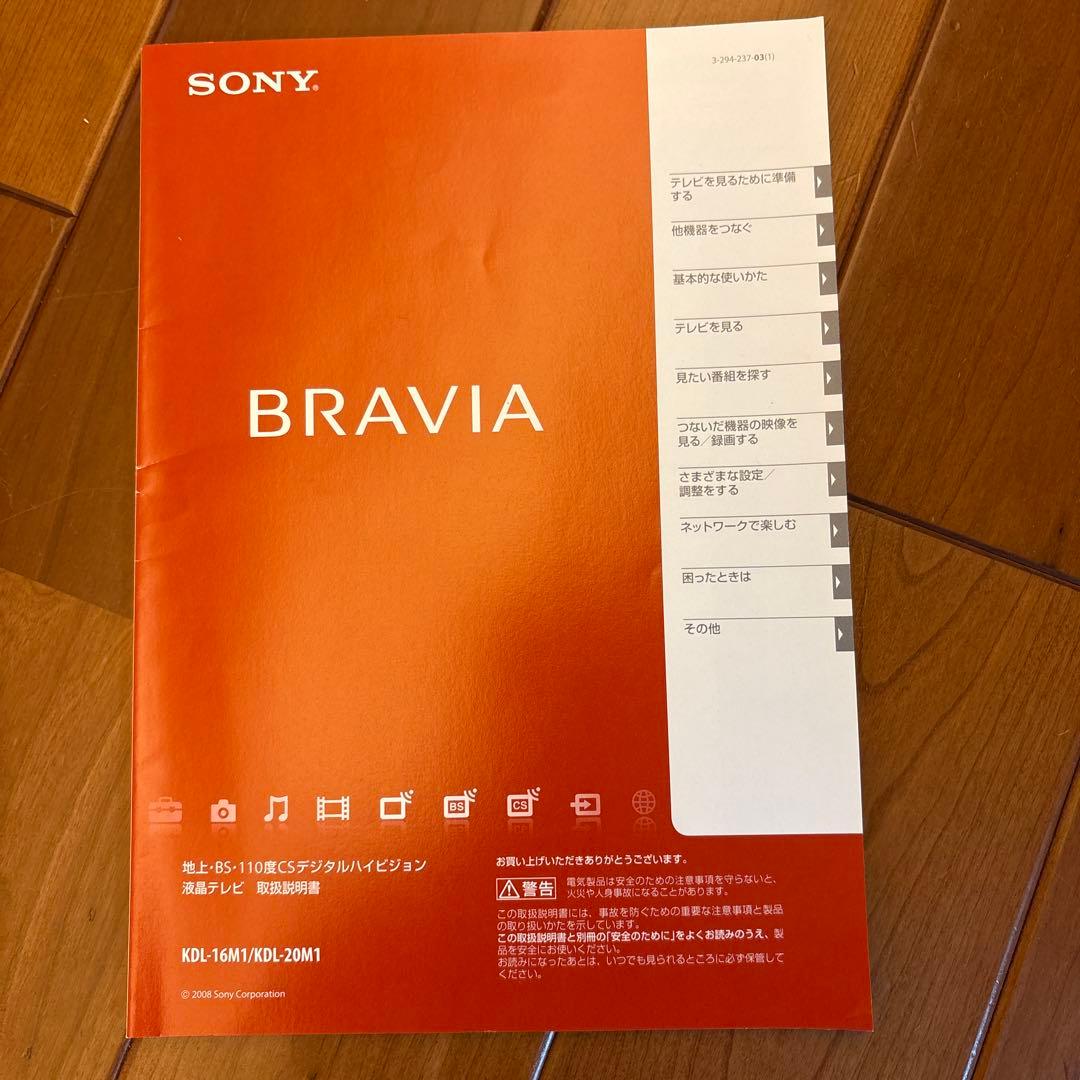 SONY®
3-294-237-03(1)
テレビを見るために準備
する
他機器をつなぐ
基本的な使いかた
テレビを見る
見たい番組を探す
つないだ機器の映像を
見る／録画する
さまざまな設定／
調整をする
ネットワークで楽しむ
困ったときは
その他
BRAVIA
BS
CS
地上・BS・110度CSデジタルハイビジョン
液晶テレビ 取扱説明書
KDL-16M1/KDL-20M1
© 2008 Sony Corporation
お買い上げいただきありがとうございます。
警告
電気製品は安全のための注意事項を守らないと、
火災や人身事故になることがあります。
この取扱説明書には、事故を防ぐための重要な注意事項と製品
の取り扱いかたを示しています。
この取扱説明書と別冊の「安全のために」をよくお読みのうえ、製
品を安全にお使いください。
お読みになったあとは、いつでも見られるところに必ず保管して
ください。